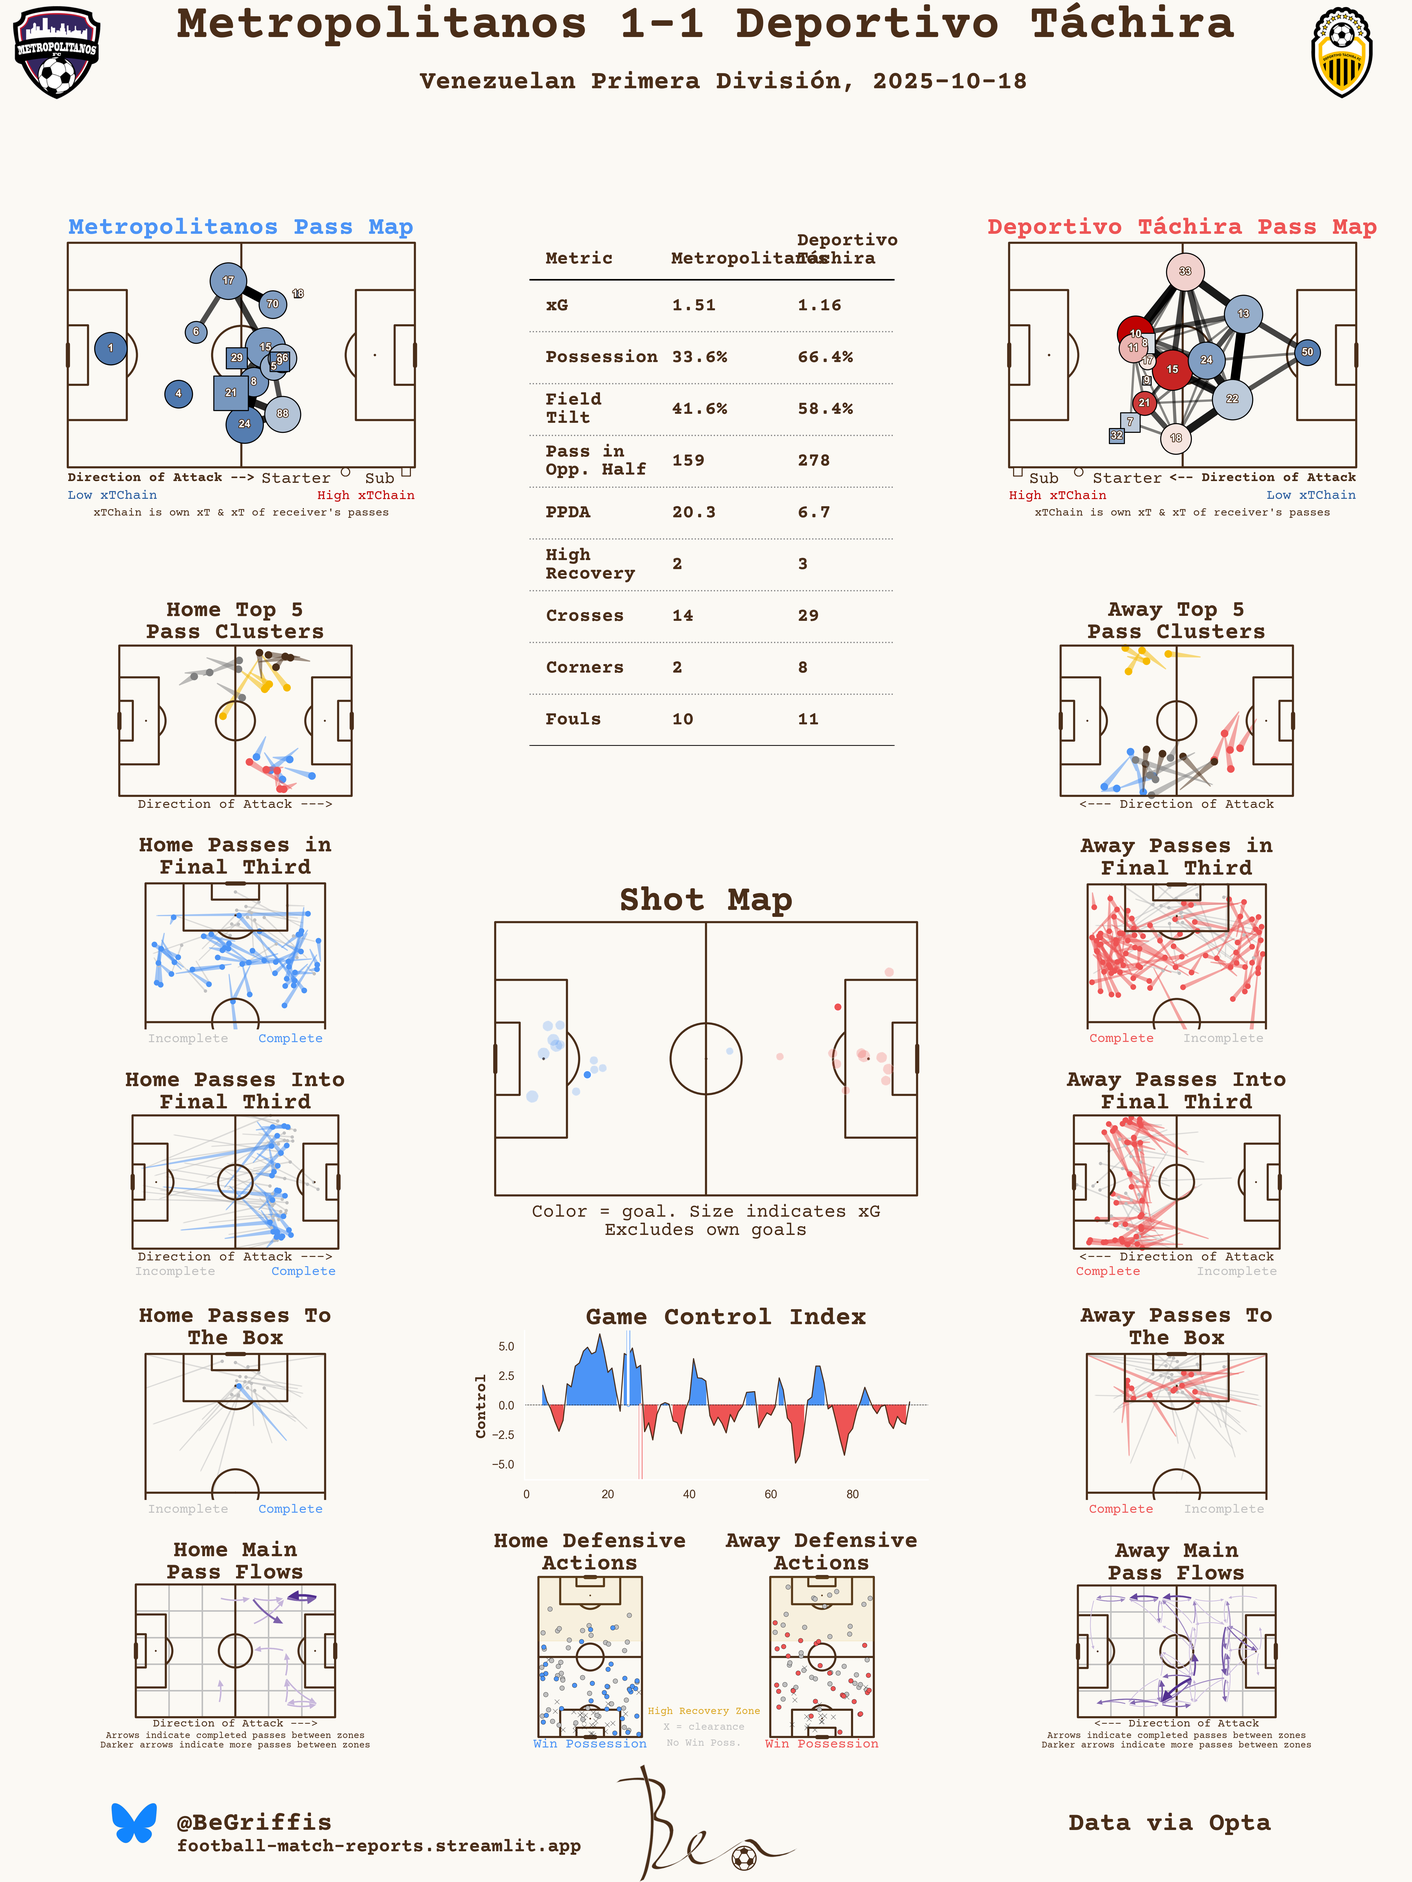 Metropolitanos 1-1 Deportivo Táchira
Venezuelan Primera División, 2025-10-18
METROPOLITANOS
FC
Metropolitanos Pass Map
17
70
18
6
1
15
29
36
8
4
21
88
24
Direction of Attack --> Starter Sub
Low xTChain High xTChain
xTChain is own xT & xT of receiver's passes
Metric Metropolitanos Deportivo Táchira
xG 1.51 1.16
Possession 33.6% 66.4%
Field Tilt 41.6% 58.4%
Pass in Opp. Half 159 278
PPDA 20.3 6.7
High Recovery 2 3
Crosses 14 29
Corners 2 8
Fouls 10 11
Deportivo Táchira Pass Map
33
13
10
11
8
17
24
50
15
21
22
7
32
18
Sub Starter <-- Direction of Attack
High xTChain Low xTChain
xTChain is own xT & xT of receiver's passes
Home Top 5
Pass Clusters
Direction of Attack --->
Away Top 5
Pass Clusters
<--- Direction of Attack
Home Passes in
Final Third
Incomplete Complete
Away Passes in
Final Third
Complete Incomplete
Shot Map
Color = goal. Size indicates xG
Excludes own goals
Home Passes Into
Final Third
Direction of Attack --->
Incomplete Complete
Away Passes Into
Final Third
<--- Direction of Attack
Complete Incomplete
Home Passes To
The Box
Incomplete Complete
Game Control Index
Control
5.0
2.5
0.0
−2.5
−5.0
0 20 40 60 80
Away Passes To
The Box
Complete Incomplete
Home Main
Pass Flows
Direction of Attack --->
Arrows indicate completed passes between zones
Darker arrows indicate more passes between zones
Home Defensive
Actions
Win Possession
Away Defensive
Actions
Win Possession
High Recovery Zone
X = clearance
No Win Poss.
Away Main
Pass Flows
<--- Direction of Attack
Arrows indicate completed passes between zones
Darker arrows indicate more passes between zones
@BeGriffis
football-match-reports.streamlit.app
Ben
Data via Opta